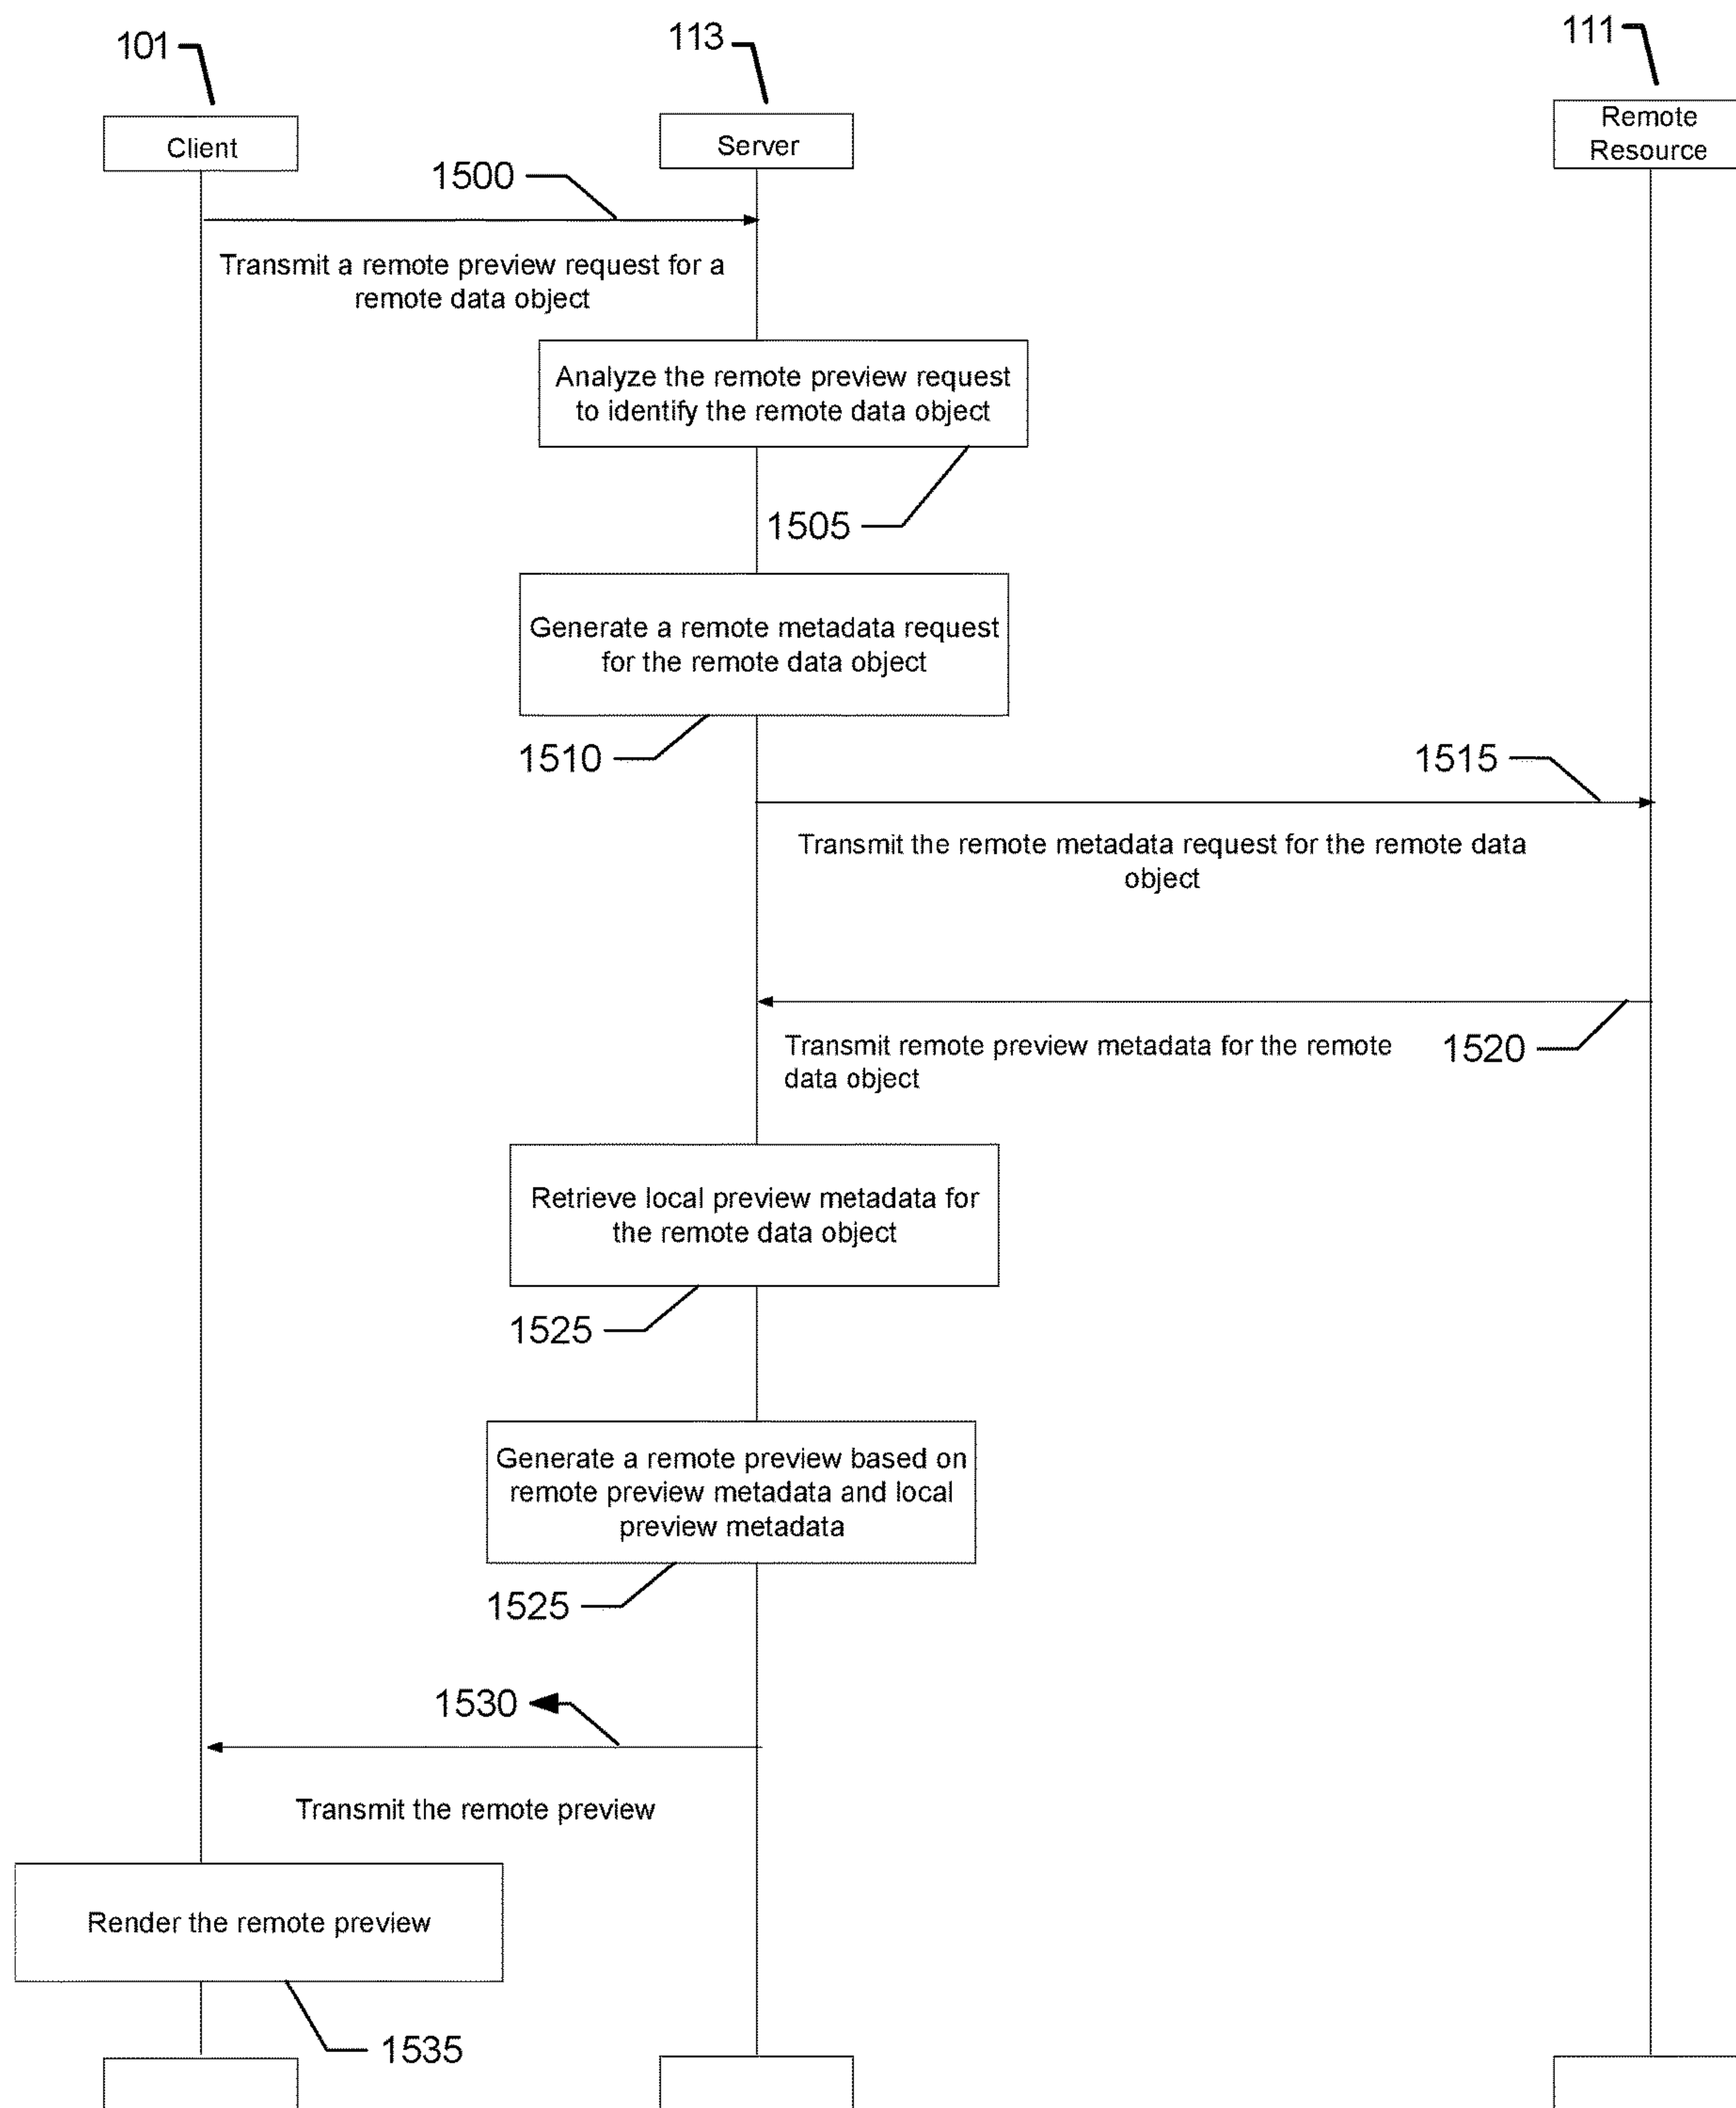 101
113
111
Client
Server
Remote
Resource
1500
Transmit a remote preview request for a
remote data object
Analyze the remote preview request
to identify the remote data object
1505
Generate a remote metadata request
for the remote data object
1510
1515
Transmit the remote metadata request for the remote data
object
Transmit remote preview metadata for the remote
data object
1520
Retrieve local preview metadata for
the remote data object
1525
Generate a remote preview based on
remote preview metadata and local
preview metadata
1525
1530
Transmit the remote preview
Render the remote preview
1535